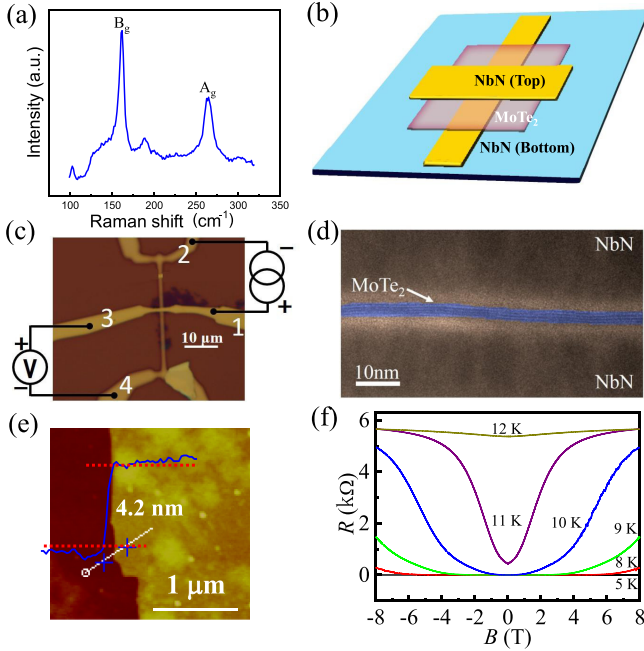 (a)
B_g
A_g
Intensity (a.u.)
100 150 200 250 300 350
Raman shift (cm⁻¹)
(b)
NbN (Top)
MoTe₂
NbN (Bottom)
(c)
2
−
+
1
3
10 μm
+
V
−
4
(d)
NbN
MoTe₂
10nm
NbN
(e)
4.2 nm
1 μm
(f)
6
4
2
0
R (kΩ)
12 K
11 K
10 K
9 K
8 K
5 K
-8 -6 -4 -2 0 2 4 6 8
B (T)